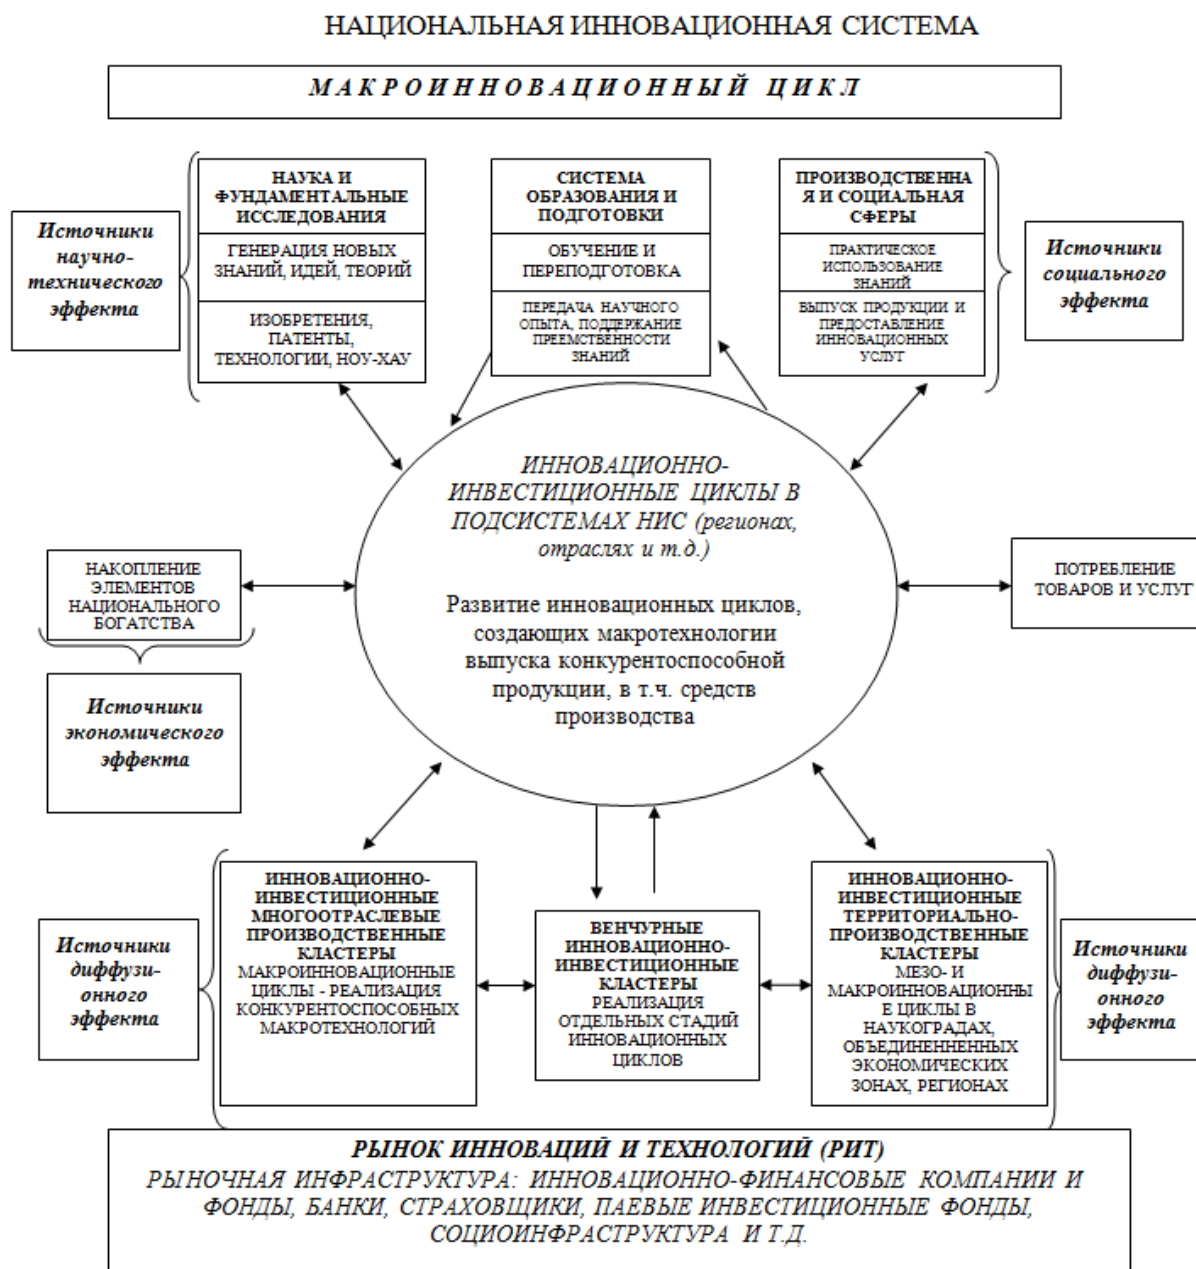 НАЦИОНАЛЬНАЯ ИННОВАЦИОННАЯ СИСТЕМА
МАКРОИННОВАЦИОННЫЙ ЦИКЛ
Источники
научно-
технического
эффекта
НАУКА И
ФУНДАМЕНТАЛЬНЫЕ
ИССЛЕДОВАНИЯ
ГЕНЕРАЦИЯ НОВЫХ
ЗНАНИЙ, ИДЕЙ, ТЕОРИЙ
ИЗОБРЕТЕНИЯ,
ПАТЕНТЫ,
ТЕХНОЛОГИИ, НОУ-ХАУ
СИСТЕМА
ОБРАЗОВАНИЯ И
ПОДГОТОВКИ
ОБУЧЕНИЕ И
ПЕРЕПОДГОТОВКА
ПЕРЕДАЧА НАУЧНОГО
ОПЫТА, ПОДДЕРЖАНИЕ
ПРЕЕМСТВЕННОСТИ
ЗНАНИЙ
ПРОИЗВОДСТВЕННА
Я И СОЦИАЛЬНАЯ
СФЕРЫ
ПРАКТИЧЕСКОЕ
ИСПОЛЬЗОВАНИЕ
ЗНАНИЙ
ВЫПУСК ПРОДУКЦИИ И
ПРЕДОСТАВЛЕНИЕ
ИННОВАЦИОННЫХ
УСЛУГ
Источники
социального
эффекта
ИННОВАЦИОННО-
ИНВЕСТИЦИОННЫЕ ЦИКЛЫ В
ПОДСИСТЕМАХ НИС (регионах,
отраслях и т.д.)
Развитие инновационных циклов,
создающих макротехнологии
выпуска конкурентоспособной
продукции, в т.ч. средств
производства
НАКОПЛЕНИЕ
ЭЛЕМЕНТОВ
НАЦИОНАЛЬНОГО
БОГАТСТВА
Источники
экономического
эффекта
ПОТРЕБЛЕНИЕ
ТОВАРОВ И УСЛУГ
Источники
диффузи-
онного
эффекта
ИННОВАЦИОННО-
ИНВЕСТИЦИОННЫЕ
МНОГООТРАСЛЕВЫЕ
ПРОИЗВОДСТВЕННЫЕ
КЛАСТЕРЫ
МАКРОИННОВАЦИОННЫЕ
ЦИКЛЫ - РЕАЛИЗАЦИЯ
КОНКУРЕНТОСПОСОБНЫХ
МАКРОТЕХНОЛОГИЙ
ВЕНЧУРНЫЕ
ИННОВАЦИОННО-
ИНВЕСТИЦИОННЫЕ
КЛАСТЕРЫ
РЕАЛИЗАЦИЯ
ОТДЕЛЬНЫХ СТАДИЙ
ИННОВАЦИОННЫХ
ЦИКЛОВ
ИННОВАЦИОННО-
ИНВЕСТИЦИОННЫЕ
ТЕРРИТОРИАЛЬНО-
ПРОИЗВОДСТВЕННЫЕ
КЛАСТЕРЫ
МЕЗО- И
МАКРОИННОВАЦИОННЫ
Е ЦИКЛЫ В
НАУКОГРАДАХ,
ОБЪЕДИНЕННЕННЫХ
ЭКОНОМИЧЕСКИХ
ЗОНАХ, РЕГИОНАХ
Источники
диффузи-
онного
эффекта
РЫНОК ИННОВАЦИЙ И ТЕХНОЛОГИЙ (РИТ)
РЫНОЧНАЯ ИНФРАСТРУКТУРА: ИННОВАЦИОННО-ФИНАНСОВЫЕ КОМПАНИИ И
ФОНДЫ, БАНКИ, СТРАХОВЩИКИ, ПАЕВЫЕ ИНВЕСТИЦИОННЫЕ ФОНДЫ,
СОЦИОИНФРАСТРУКТУРА И Т.Д.